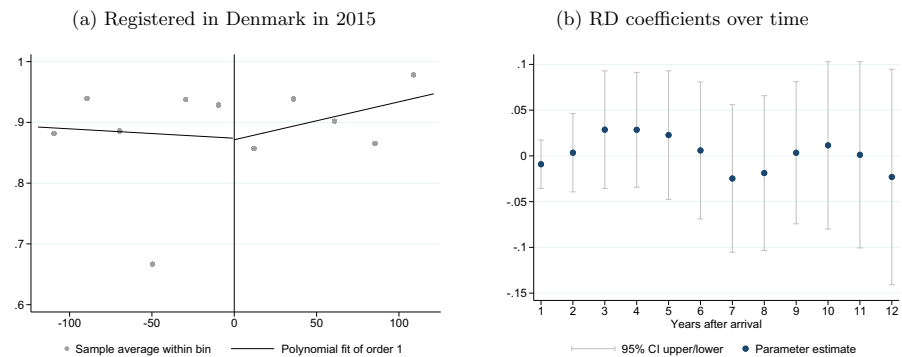 (a) Registered in Denmark in 2015
1
.9
.8
.7
.6
-100 -50 0 50 100
Sample average within bin Polynomial fit of order 1
(b) RD coefficients over time
.1
.05
0
-.05
-.1
-.15
1 2 3 4 5 6 7 8 9 10 11 12
Years after arrival
95% CI upper/lower Parameter estimate